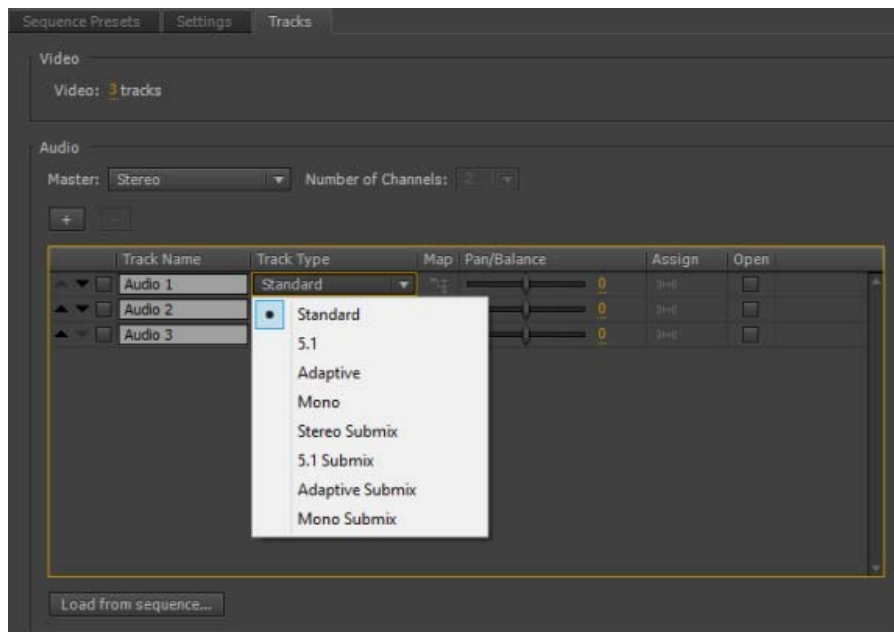 Sequence Presets Settings Tracks
Video
Video: 3 tracks
Audio
Master: Stereo Number of Channels: 2
+ -
Track Name Track Type Map Pan/Balance Assign Open
Audio 1 Standard 0
Audio 2 0
Audio 3 0
Standard
5.1
Adaptive
Mono
Stereo Submix
5.1 Submix
Adaptive Submix
Mono Submix
Load from sequence...